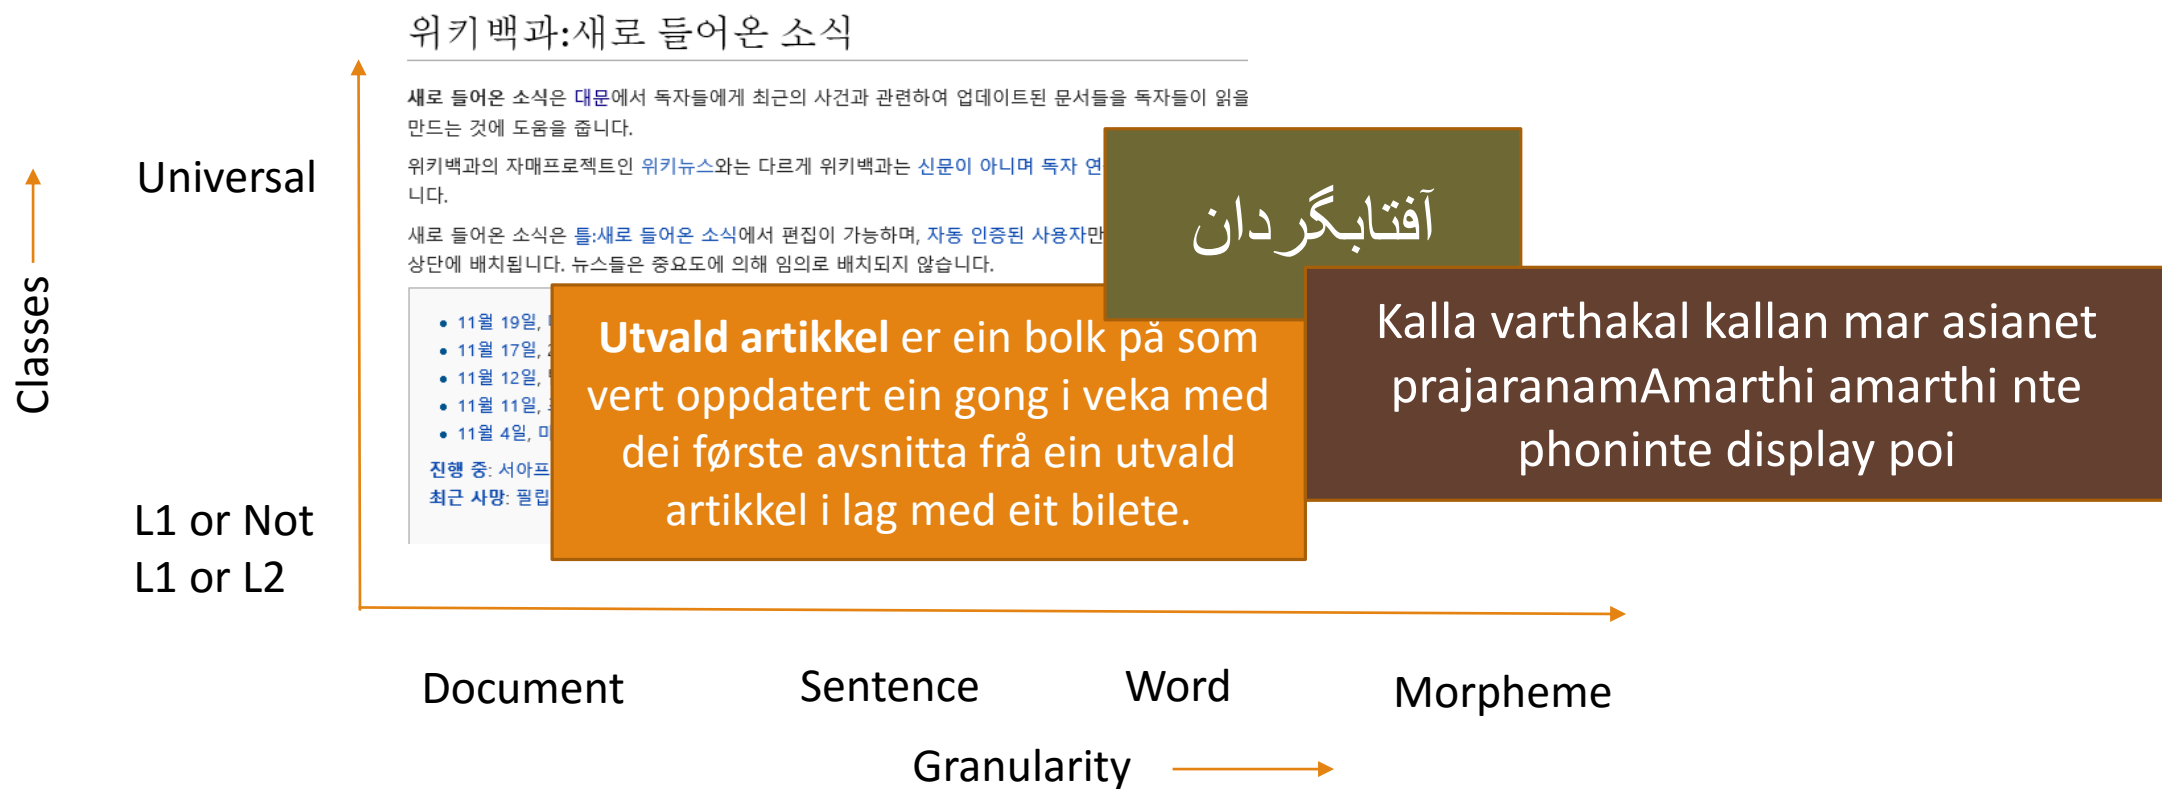 위키백과:새로 들어온 소식
새로 들어온 소식은 대문에서 독자들에게 최근의 사건과 관련하여 업데이트된 문서들을 독자들이 읽을
만드는 것에 도움을 줍니다.
위키백과의 자매프로젝트인 위키뉴스와는 다르게 위키백과는 신문이 아니며 독자
니다.
새로 들어온 소식은 틀:새로 들어온 소식에서 편집이 가능하며, 자동 인증된 사용자만
상단에 배치됩니다. 뉴스들은 중요도에 의해 임의로 배치되지 않습니다.
11월 19일,
11월 17일,
11월 12일,
11월 11일,
11월 4일,
진행 중: 서아프
최근 사망: 필립
آفتابگردان
Utvald artikkel er ein bolk på som
vert oppdatert ein gong i veka med
dei første avsnitta frå ein utvald
artikkel i lag med eit bilete.
Kalla varthakal kallan mar asianet
prajaranamAmarthi amarthi nte
phoninte display poi
Classes
Universal
L1 or Not
L1 or L2
Document
Sentence
Word
Morpheme
Granularity